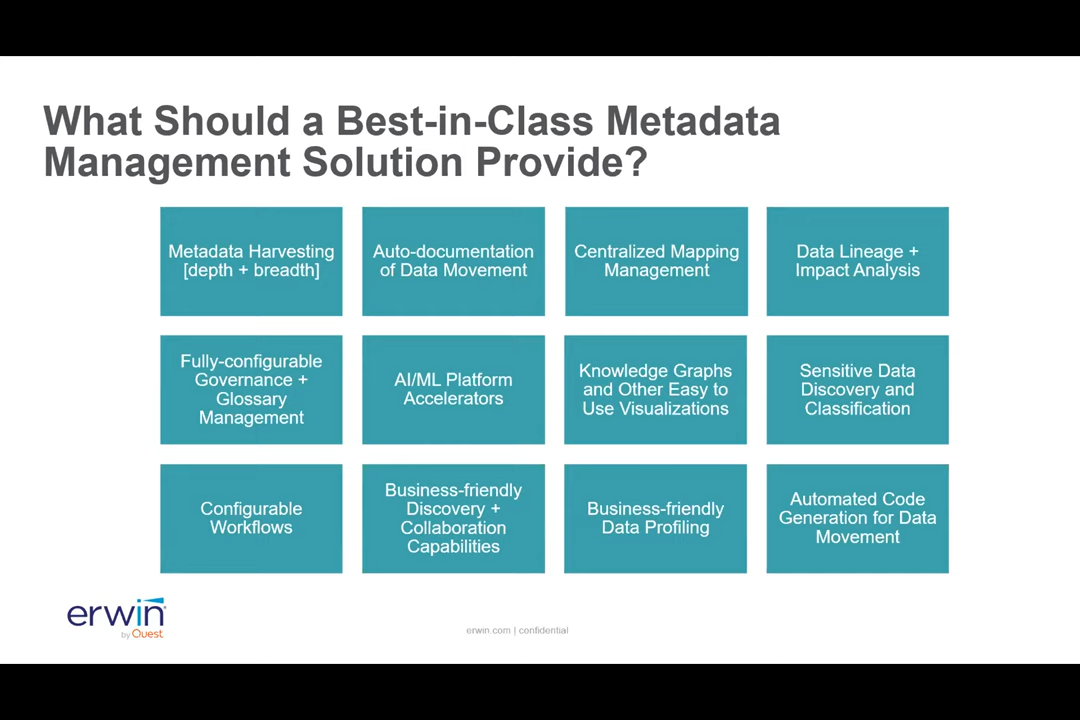 What Should a Best-in-Class Metadata
Management Solution Provide?
Metadata Harvesting
[depth + breadth]
Auto-documentation
of Data Movement
Centralized Mapping
Management
Data Lineage +
Impact Analysis
Fully-configurable
Governance +
Glossary
Management
AI/ML Platform
Accelerators
Knowledge Graphs
and Other Easy to
Use Visualizations
Sensitive Data
Discovery and
Classification
Configurable
Workflows
Business-friendly
Discovery +
Collaboration
Capabilities
Business-friendly
Data Profiling
Automated Code
Generation for Data
Movement
erwin
by Quest
erwin.com | confidential